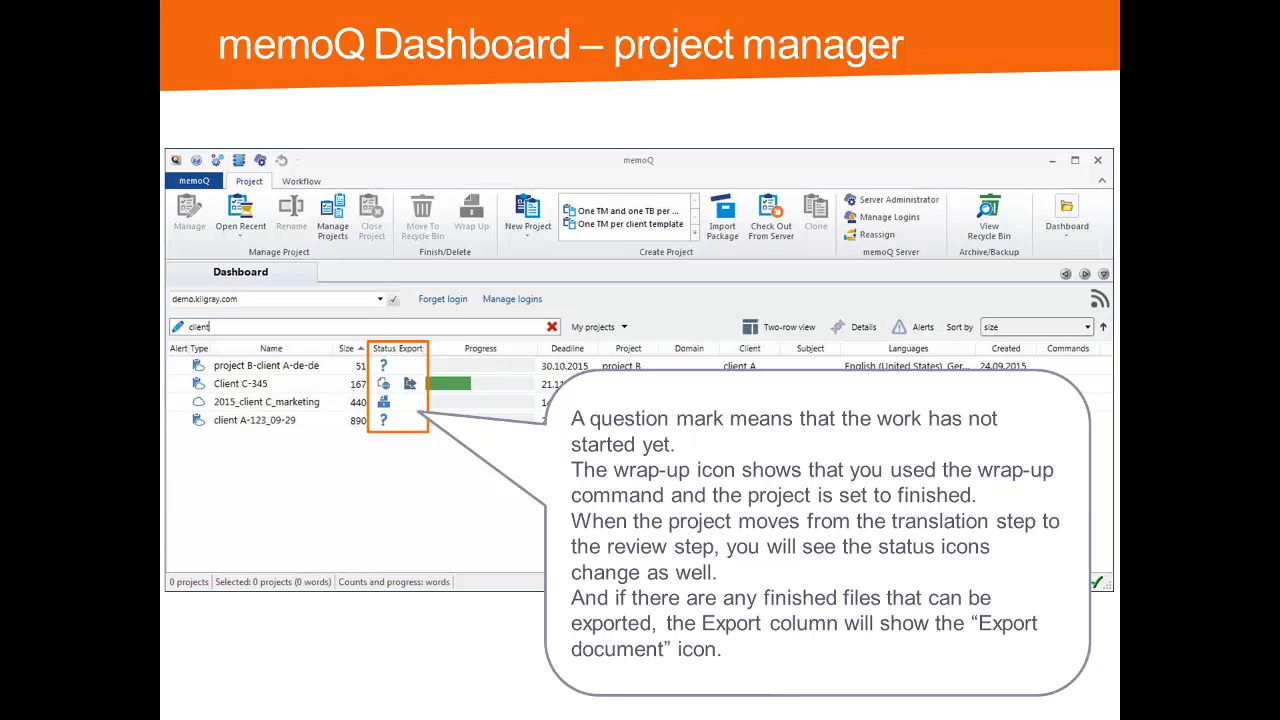 memoQ Dashboard – project manager
memoQ
memoQ Project Workflow
Manage Open Recent Rename Manage Projects Close Project Move To Recycle Bin Wrap Up New Project One TM and one TB per ... One TM per client template Import Package Check Out From Server Clone Server Administrator Manage Logins Reassign View Recycle Bin Dashboard
Manage Project Finish/Delete Create Project memoQ Server Archive/Backup
Dashboard
demo.kilgray.com Forget login Manage logins
client My projects Two-row view Details Alerts Sort by size
Alert Type Name Size Status Export Progress Deadline Project Domain Client Subject Languages Created Commands
project B-client A-de-de 51 ? 30.10.2015 project B client A English (United States) Ger... 24.09.2015
Client C-345 167 21.1
2015_client C_marketing 440
client A-123_09-29 890 ?
0 projects Selected: 0 projects (0 words) Counts and progress: words
A question mark means that the work has not
started yet.
The wrap-up icon shows that you used the wrap-up
command and the project is set to finished.
When the project moves from the translation step to
the review step, you will see the status icons
change as well.
And if there are any finished files that can be
exported, the Export column will show the “Export
document” icon.